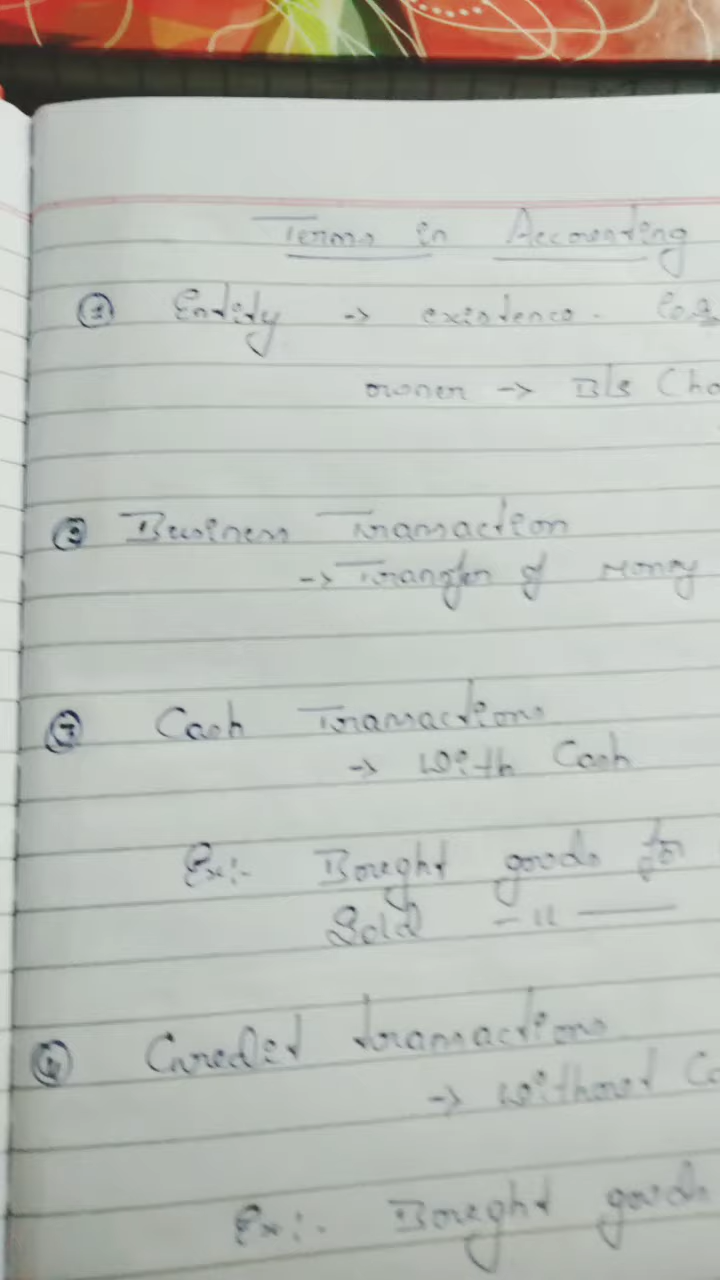 Terms in Accounting
① Entity → existence. Eg
owner → B/s Cha
② Business Transaction
→ Transfer of Money
③ Cash Transactions
→ with Cash
Ex:- Bought goods for
Sold –"——
④ Credit transactions
→ without Ca
Ex:- Bought goods